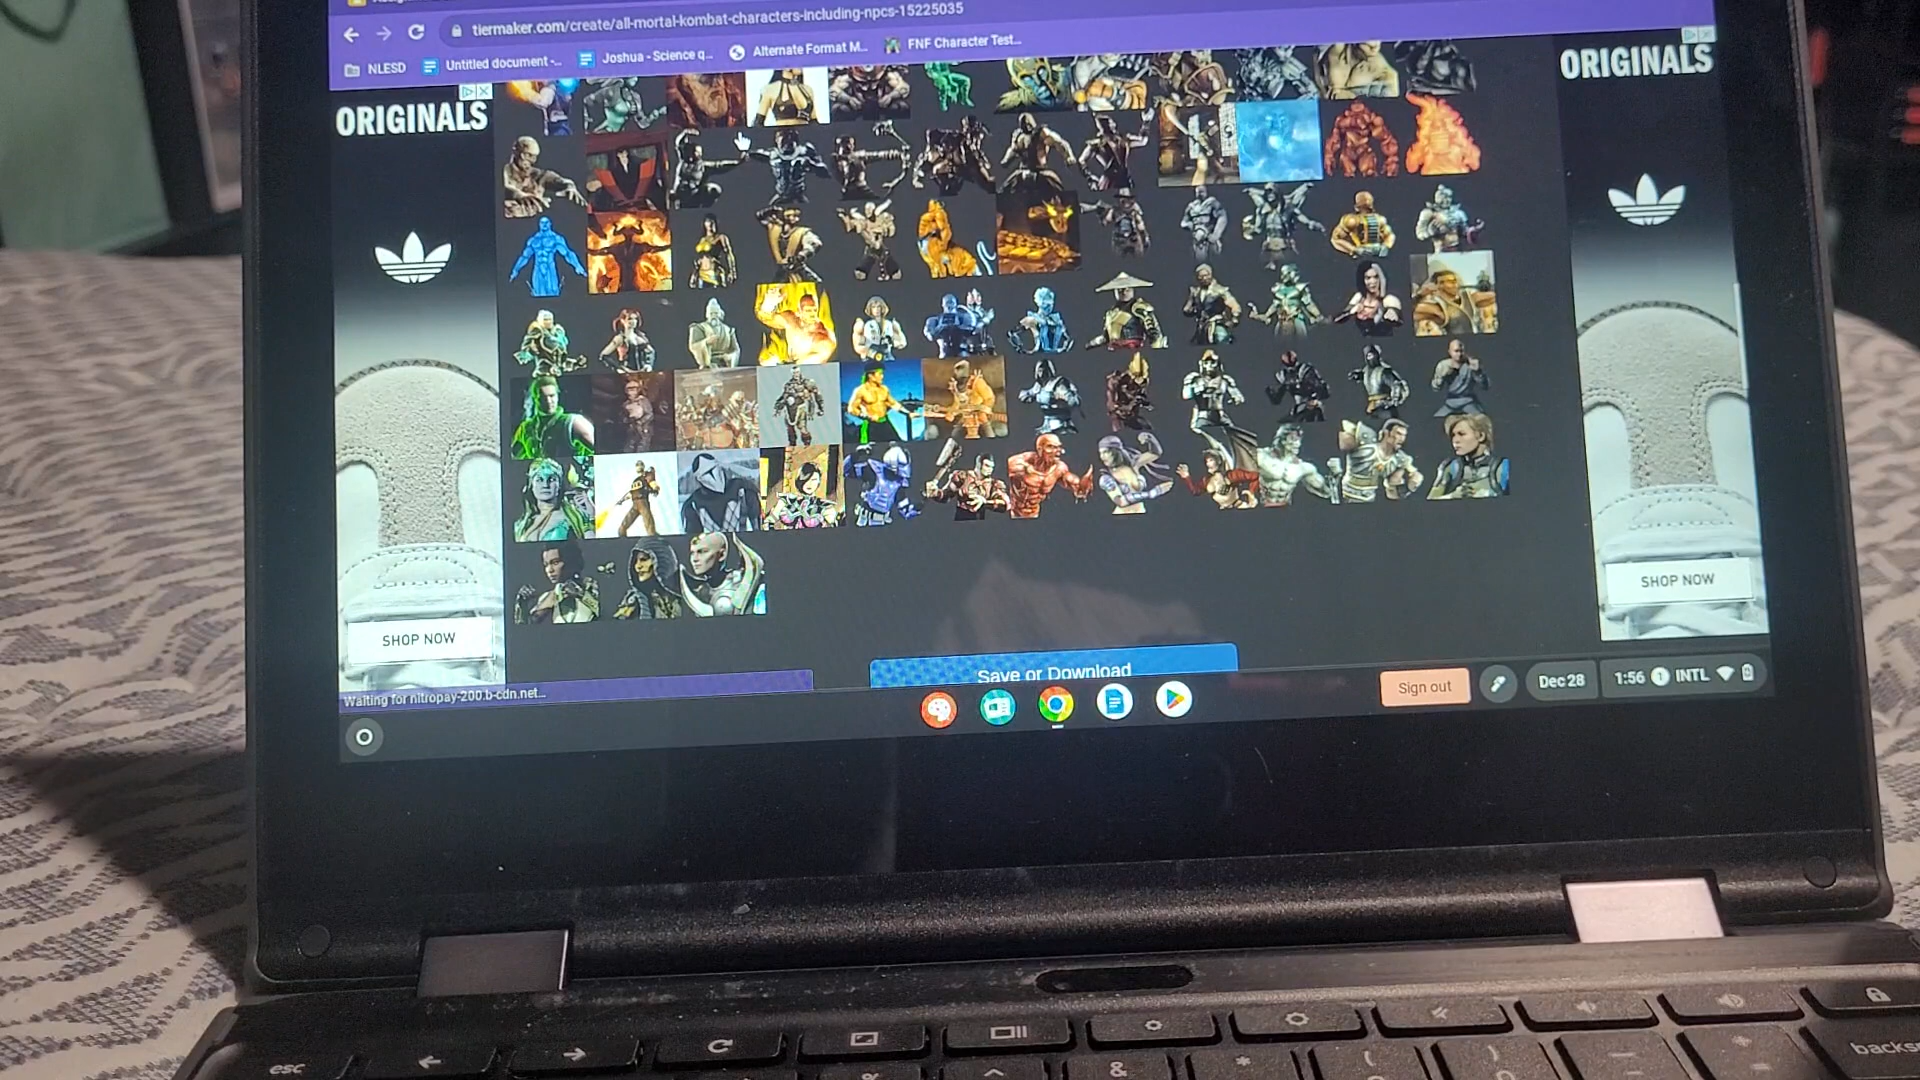 tiermaker.com/create/all-mortal-kombat-characters-including-npcs-15225035
NLESD
Untitled document -...
Joshua - Science q...
Alternate Format M...
FNF Character Test...
ORIGINALS
ORIGINALS
SHOP NOW
SHOP NOW
Save or Download
Waiting for nitropay-200.b-cdn.net...
Sign out
Dec 28
1:56
1
INTL
esc
&
*
(
)